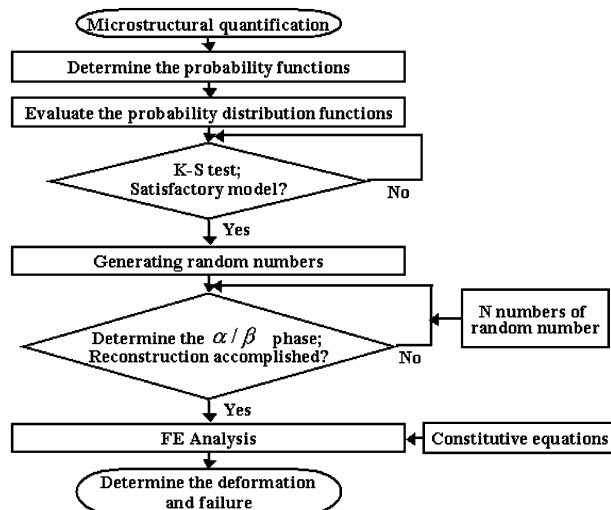 Microstructural quantification
Determine the probability functions
Evaluate the probability distribution functions
K-S test;
Satisfactory model?
No
Yes
Generating random numbers
Determine the α / β phase;
Reconstruction accomplished?
No
N numbers of
random number
Yes
FE Analysis
Constitutive equations
Determine the deformation
and failure